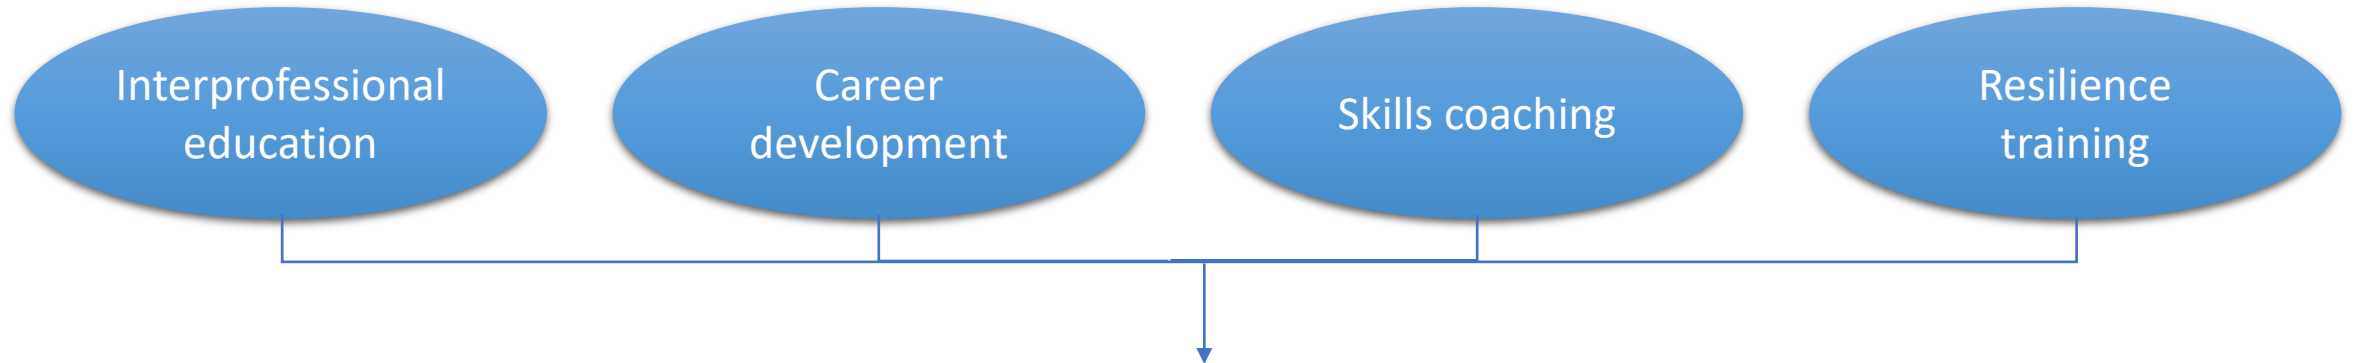 Interprofessional
education
Career
development
Skills coaching
Resilience
training